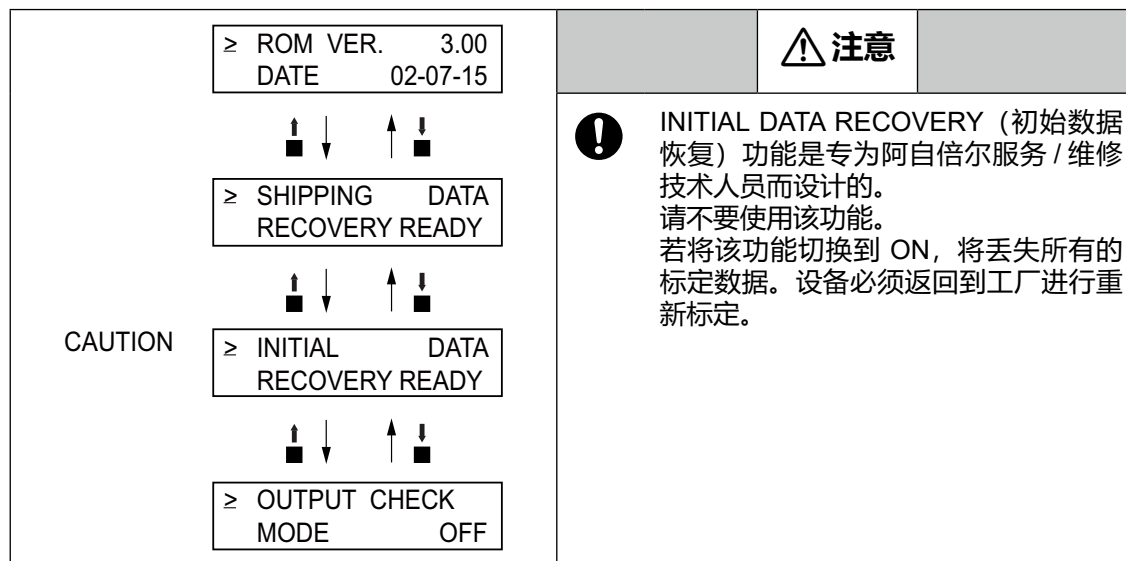 ≥ ROM VER. 3.00
DATE 02-07-15
≥ SHIPPING DATA
RECOVERY READY
CAUTION
≥ INITIAL DATA
RECOVERY READY
≥ OUTPUT CHECK
MODE OFF
注意
INITIAL DATA RECOVERY（初始数据
恢复）功能是专为阿自倍尔服务 / 维修
技术人员而设计的。
请不要使用该功能。
若将该功能切换到 ON，将丢失所有的
标定数据。设备必须返回到工厂进行重
新标定。